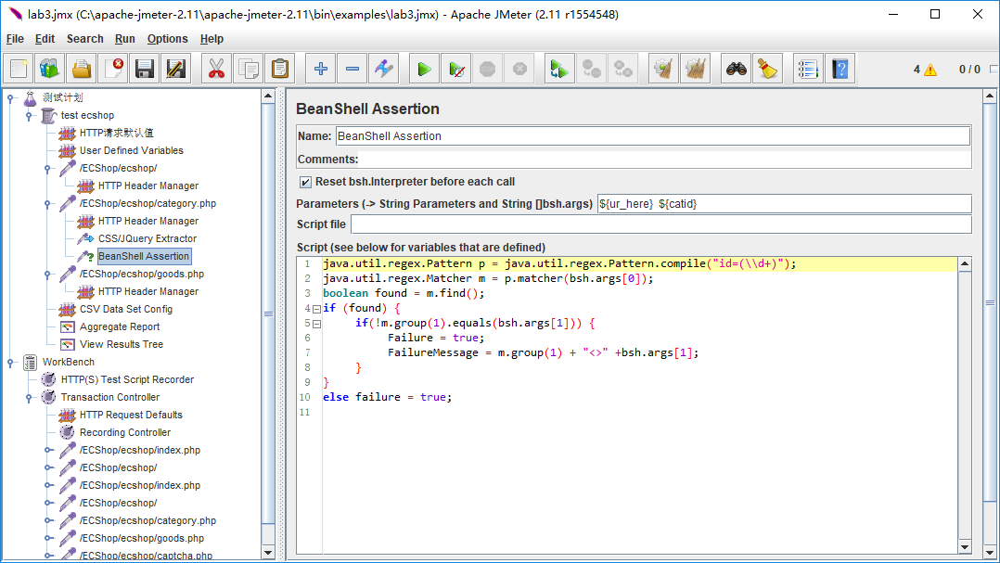 lab3.jmx (C:\apache-jmeter-2.11\apache-jmeter-2.11\bin\examples\lab3.jmx) - Apache JMeter (2.11 r1554548)
File Edit Search Run Options Help
4 0 / 0
测试计划
test ecshop
HTTP请求默认值
User Defined Variables
/ECShop/ecshop/
HTTP Header Manager
/ECShop/ecshop/category.php
HTTP Header Manager
CSS/JQuery Extractor
BeanShell Assertion
/ECShop/ecshop/goods.php
HTTP Header Manager
CSV Data Set Config
Aggregate Report
View Results Tree
WorkBench
HTTP(S) Test Script Recorder
Transaction Controller
HTTP Request Defaults
Recording Controller
/ECShop/ecshop/index.php
/ECShop/ecshop/
/ECShop/ecshop/index.php
/ECShop/ecshop/
/ECShop/ecshop/category.php
/ECShop/ecshop/goods.php
/ECShop/ecshop/captcha.php
BeanShell Assertion
Name: BeanShell Assertion
Comments:
Reset bsh.Interpreter before each call
Parameters (-> String Parameters and String []bsh.args) ${ur_here} ${catid}
Script file
Script (see below for variables that are defined)
1 java.util.regex.Pattern p = java.util.regex.Pattern.compile("id=(\\d+)");
2 java.util.regex.Matcher m = p.matcher(bsh.args[0]);
3 boolean found = m.find();
4 if (found) {
5 if(!m.group(1).equals(bsh.args[1])) {
6 Failure = true;
7 FailureMessage = m.group(1) + "<>" +bsh.args[1];
8 }
9 }
10 else failure = true;
11